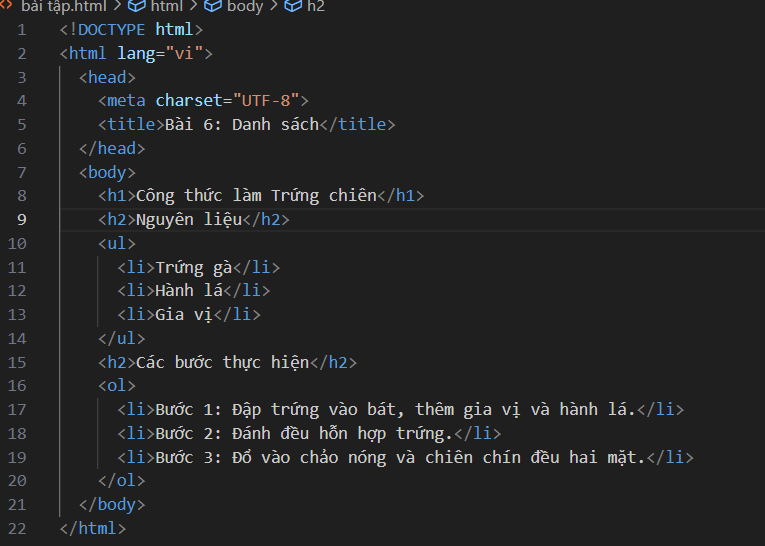 bài tập.html > html > body > h2
1 <!DOCTYPE html>
2 <html lang="vi">
3 <head>
4 <meta charset="UTF-8">
5 <title>Bài 6: Danh sách</title>
6 </head>
7 <body>
8 <h1>Công thức làm Trứng chiên</h1>
9 <h2>Nguyên liệu</h2>
10 <ul>
11 <li>Trứng gà</li>
12 <li>Hành lá</li>
13 <li>Gia vị</li>
14 </ul>
15 <h2>Các bước thực hiện</h2>
16 <ol>
17 <li>Bước 1: Đập trứng vào bát, thêm gia vị và hành lá.</li>
18 <li>Bước 2: Đánh đều hỗn hợp trứng.</li>
19 <li>Bước 3: Đổ vào chảo nóng và chiên chín đều hai mặt.</li>
20 </ol>
21 </body>
22 </html>